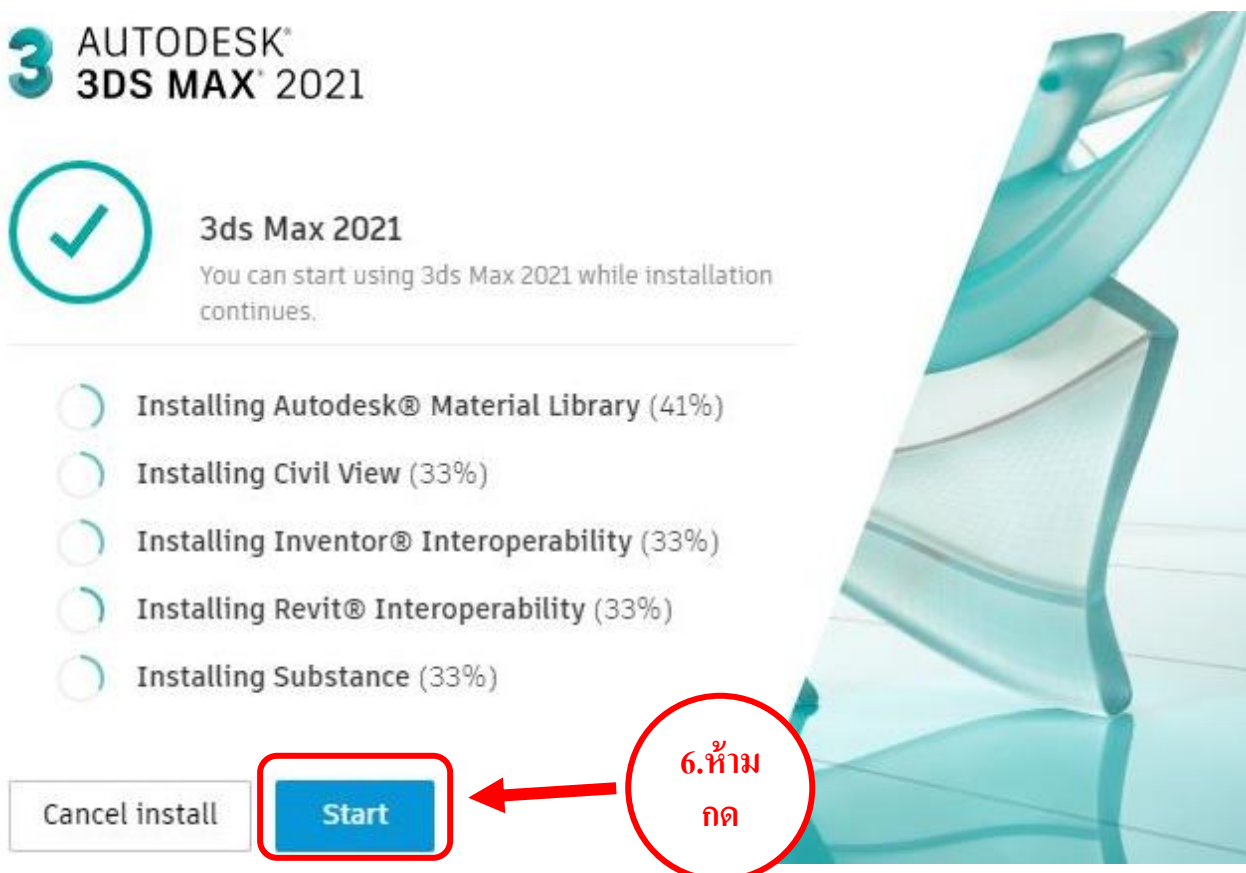 3 AUTODESK®
3DS MAX® 2021
3ds Max 2021
You can start using 3ds Max 2021 while installation
continues.
Installing Autodesk® Material Library (41%)
Installing Civil View (33%)
Installing Inventor® Interoperability (33%)
Installing Revit® Interoperability (33%)
Installing Substance (33%)
6.ห้าม
กด
Cancel install
Start